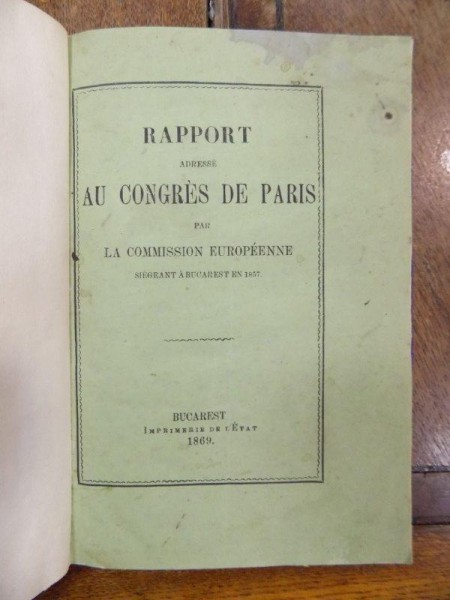 RAPPORT
ADRESSÉ
AU CONGRÈS DE PARIS
PAR
LA COMMISSION EUROPÉENNE
SIÉGEANT À BUCAREST EN 1857.
BUCAREST
IMPRIMERIE DE L'ÉTAT
1869.